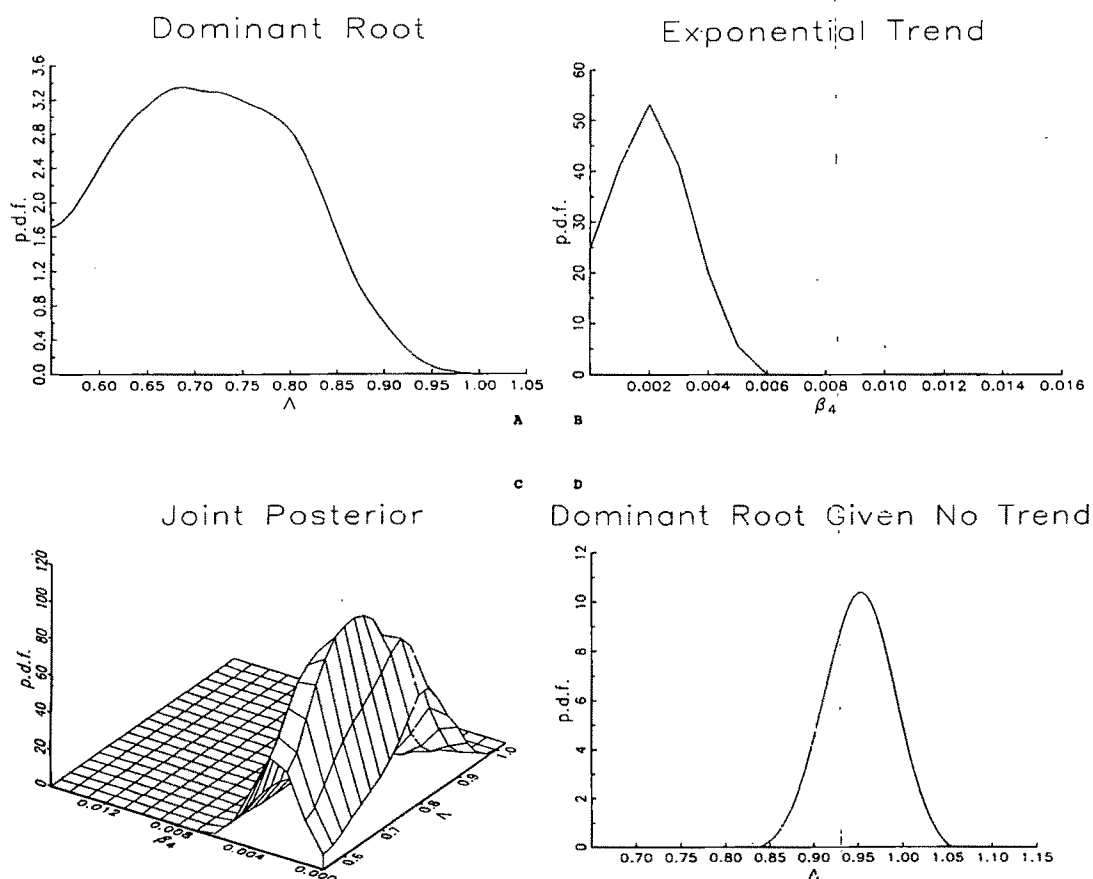 Dominant Root
Exponential Trend
p.d.f.
0.0 0.4 0.8 1.2 1.6 2.0 2.4 2.8 3.2 3.6
0.60 0.65 0.70 0.75 0.80 0.85 0.90 0.95 1.00 1.05
Λ
p.d.f.
0 10 20 30 40 50 60
0.002 0.004 0.006 0.008 0.010 0.012 0.014 0.016
β4
A B
C D
Joint Posterior
Dominant Root Given No Trend
p.d.f.
0 20 40 60 80 100 120
0.012 0.008 0.004 0.000
β4
0.6 0.7 0.8 0.9 1.0
Λ
p.d.f.
0 2 4 6 8 10 12
0.70 0.75 0.80 0.85 0.90 0.95 1.00 1.05 1.10 1.15
Λ